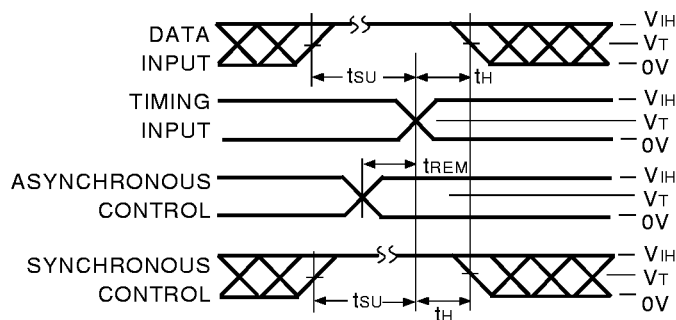 DATA
INPUT
tSU
tH
VIH
VT
0V
TIMING
INPUT
VIH
VT
0V
tREM
ASYNCHRONOUS
CONTROL
VIH
VT
0V
SYNCHRONOUS
CONTROL
tSU
tH
VIH
VT
0V